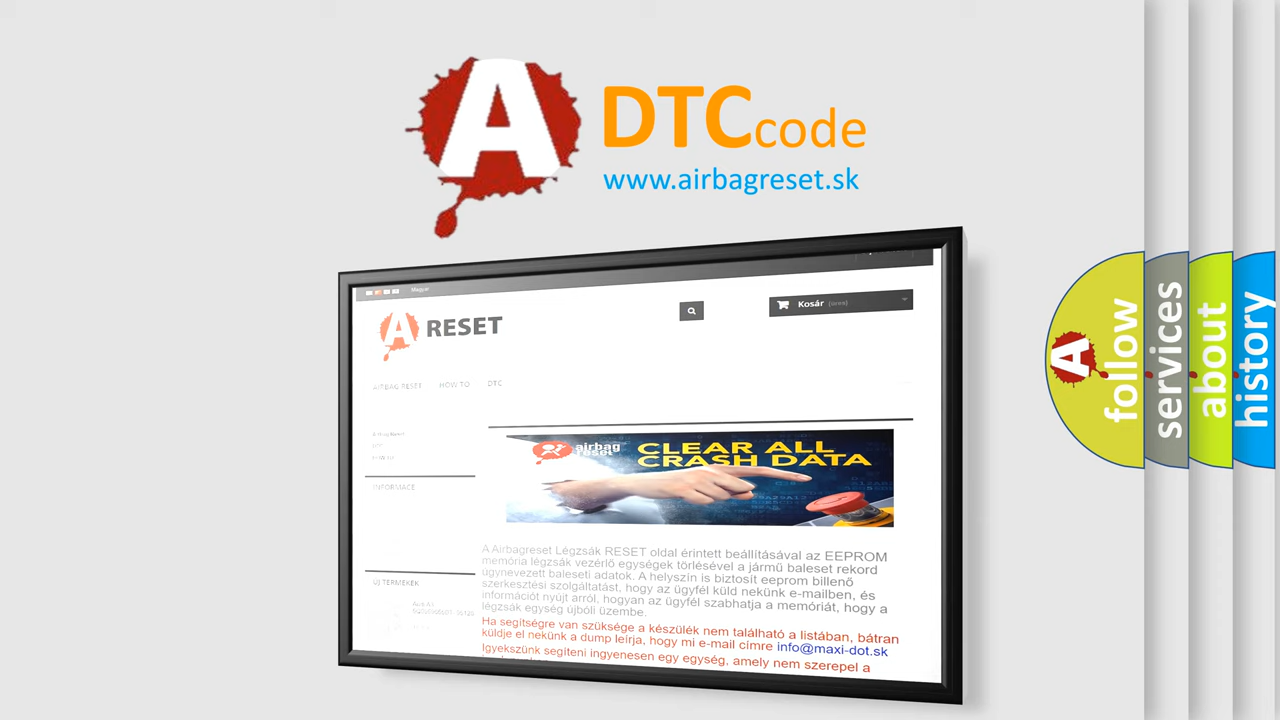 A
DTC code
www.airbagreset.sk
Magyar
A RESET
Kosár (üres)
AIRBAG RESET HOW TO DTC
INFORMACE
airbag
reset
CLEAR ALL
CRASH DATA
A Airbagreset Légzsák RESET oldal érintett beállításával az EEPROM
memória légzsák vezérlő egységek törlésével a jármű baleset rekord
úgynevezett baleseti adatok. A helyszín is biztosít eeprom billenő
szerkesztési szolgáltatást, hogy az ügyfél küld nekünk e-mailben, és
információt nyújt arról, hogyan az ügyfél szabhatja a memóriát, hogy a
légzsák egység újbóli üzembe.
Ha segítségre van szüksége a készülék nem található a listában, bátran
küldje el nekünk a dump leírja, hogy mi e-mail címre info@maxi-dot.sk
Igyekszünk segíteni ingyenesen egy egység, amely nem szerepel a
ÚJ TERMÉKEK
A follow
services
about
history